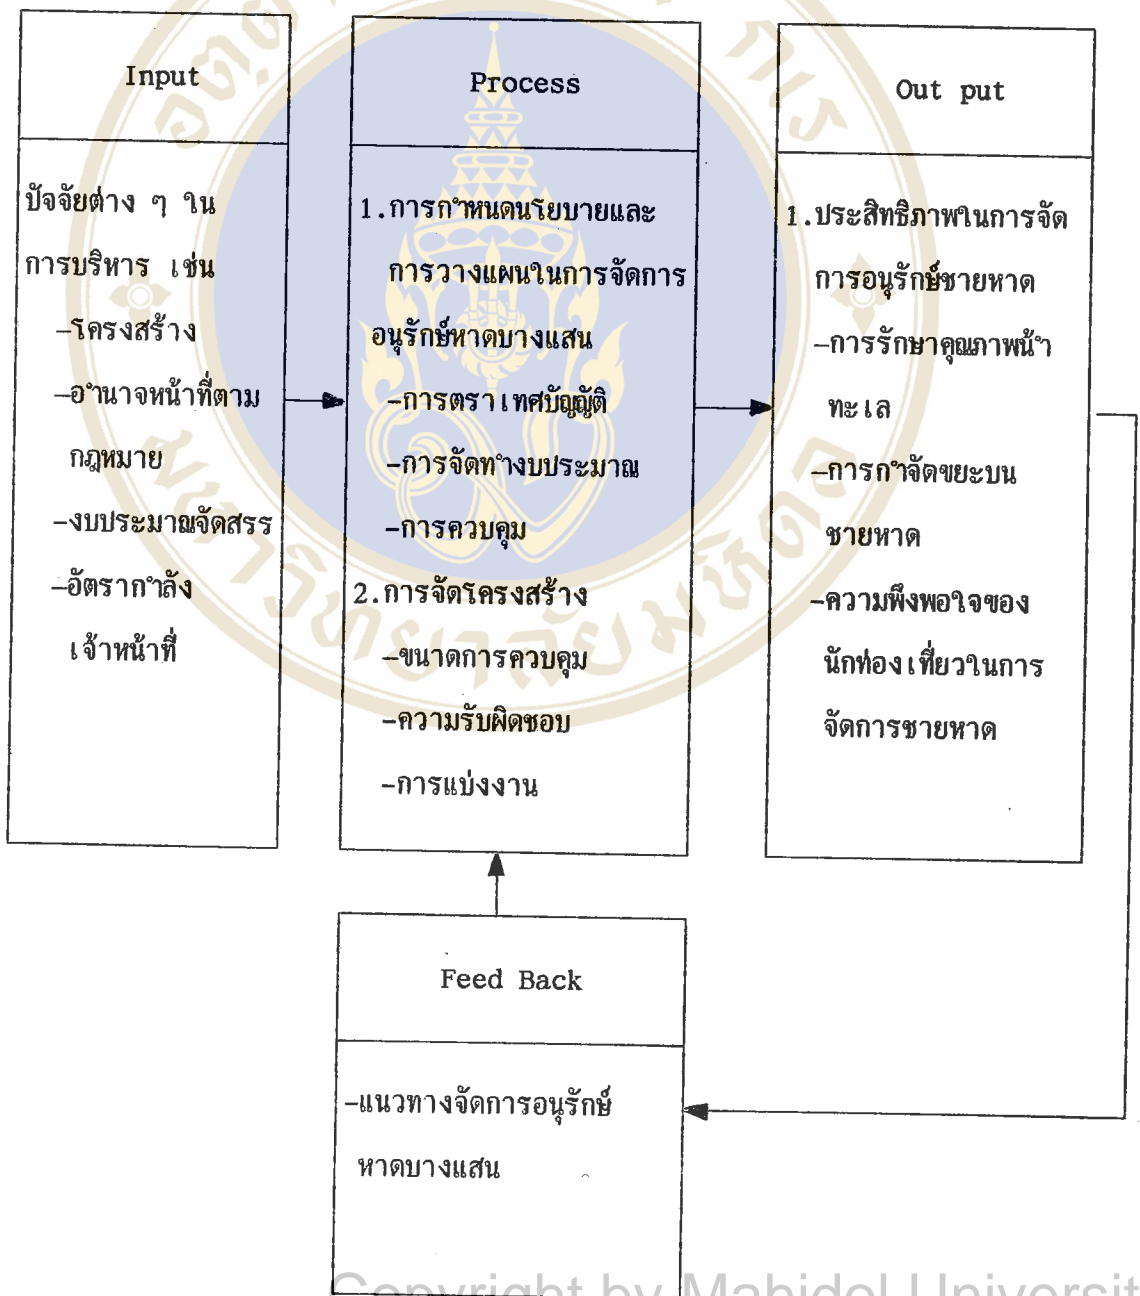 Input
ปัจจัยต่าง ๆ ใน
การบริหาร เช่น
-โครงสร้าง
-อำนาจหน้าที่ตาม
กฎหมาย
-งบประมาณจัดสรร
-อัตรากำลัง
เจ้าหน้าที่
Process
1.การกำหนดนโยบายและ
การวางแผนในการจัดการ
อนุรักษ์หาดบางแสน
-การตราเทศบัญญัติ
-การจัดทำงบประมาณ
-การควบคุม
2.การจัดโครงสร้าง
-ขนาดการควบคุม
-ความรับผิดชอบ
-การแบ่งงาน
Out put
1.ประสิทธิภาพในการจัด
การอนุรักษ์ชายหาด
-การรักษาคุณภาพน้ำ
ทะเล
-การกำจัดขยะบน
ชายหาด
-ความพึงพอใจของ
นักท่องเที่ยวในการ
จัดการชายหาด
Feed Back
-แนวทางจัดการอนุรักษ์
หาดบางแสน
มหาวิทยาลัยมหิดล
Copyright by Mahidol Universit